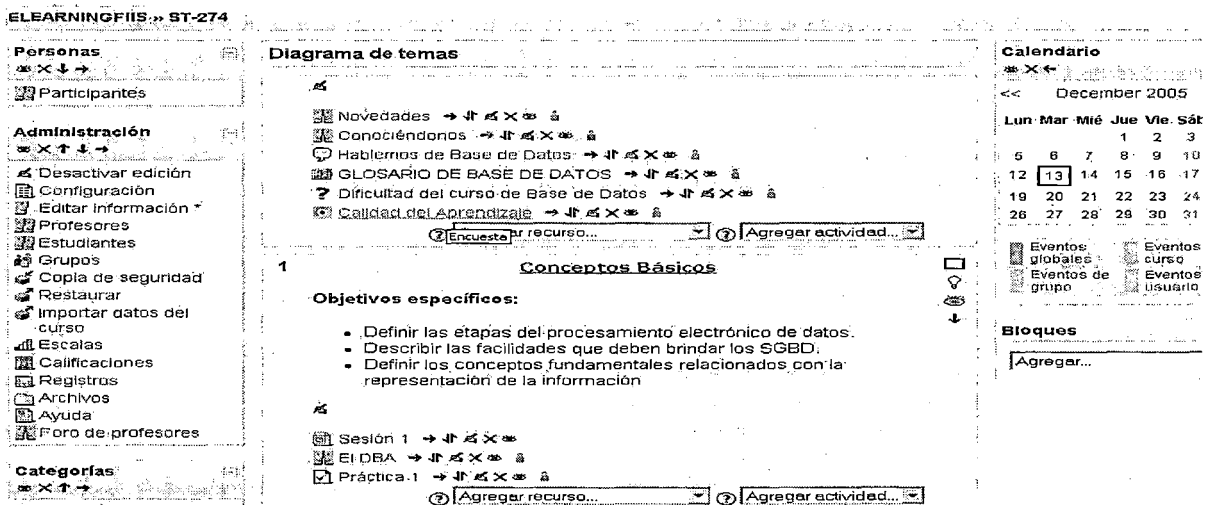 ELEARNINGFIIS » ST-274
Personas
Participantes
Administración
Desactivar edición
Configuración
Editar información
Profesores
Estudiantes
Grupos
Copia de seguridad
Restaurar
Importar datos del
curso
Escalas
Calificaciones
Registros
Archivos
Ayuda
Foro de profesores
Categorías
Diagrama de temas
Novedades
Conociéndonos
Hablemos de Base de Datos
GLOSARIO DE BASE DE DATOS
Dificultad del curso de Base de Datos
Calidad del Aprendizaje
Encuesta ar recurso... Agregar actividad...
1 Conceptos Básicos
Objetivos específicos:
Definir las etapas del procesamiento electrónico de datos.
Describir las facilidades que deben brindar los SGBD.
Definir los conceptos fundamentales relacionados con la
representación de la información
Sesión 1
El DBA
Práctica 1
Agregar recurso... Agregar actividad...
Calendario
<< December 2005
Lun Mar Mié Jue Vie Sáb
1 2 3
5 6 7 8 9 10
12 13 14 15 16 17
19 20 21 22 23 24
26 27 28 29 30 31
Eventos globales
Eventos curso
Eventos de grupo
Eventos usuario
Bloques
Agregar...